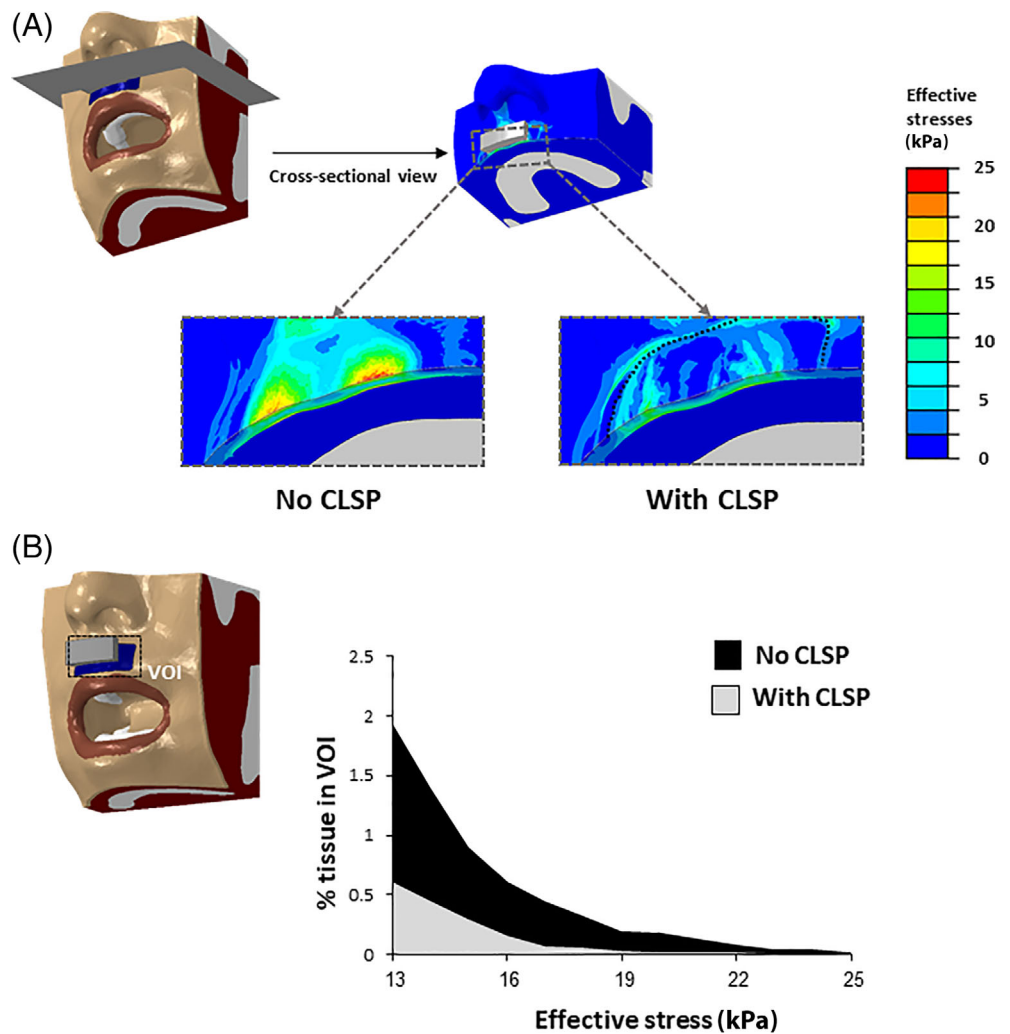 (A)
Cross-sectional view
Effective
stresses
(kPa)
25
20
15
10
5
0
No CLSP
With CLSP
(B)
VOI
No CLSP
With CLSP
% tissue in VOI
2.5
2
1.5
1
0.5
0
13
16
19
22
25
Effective stress (kPa)